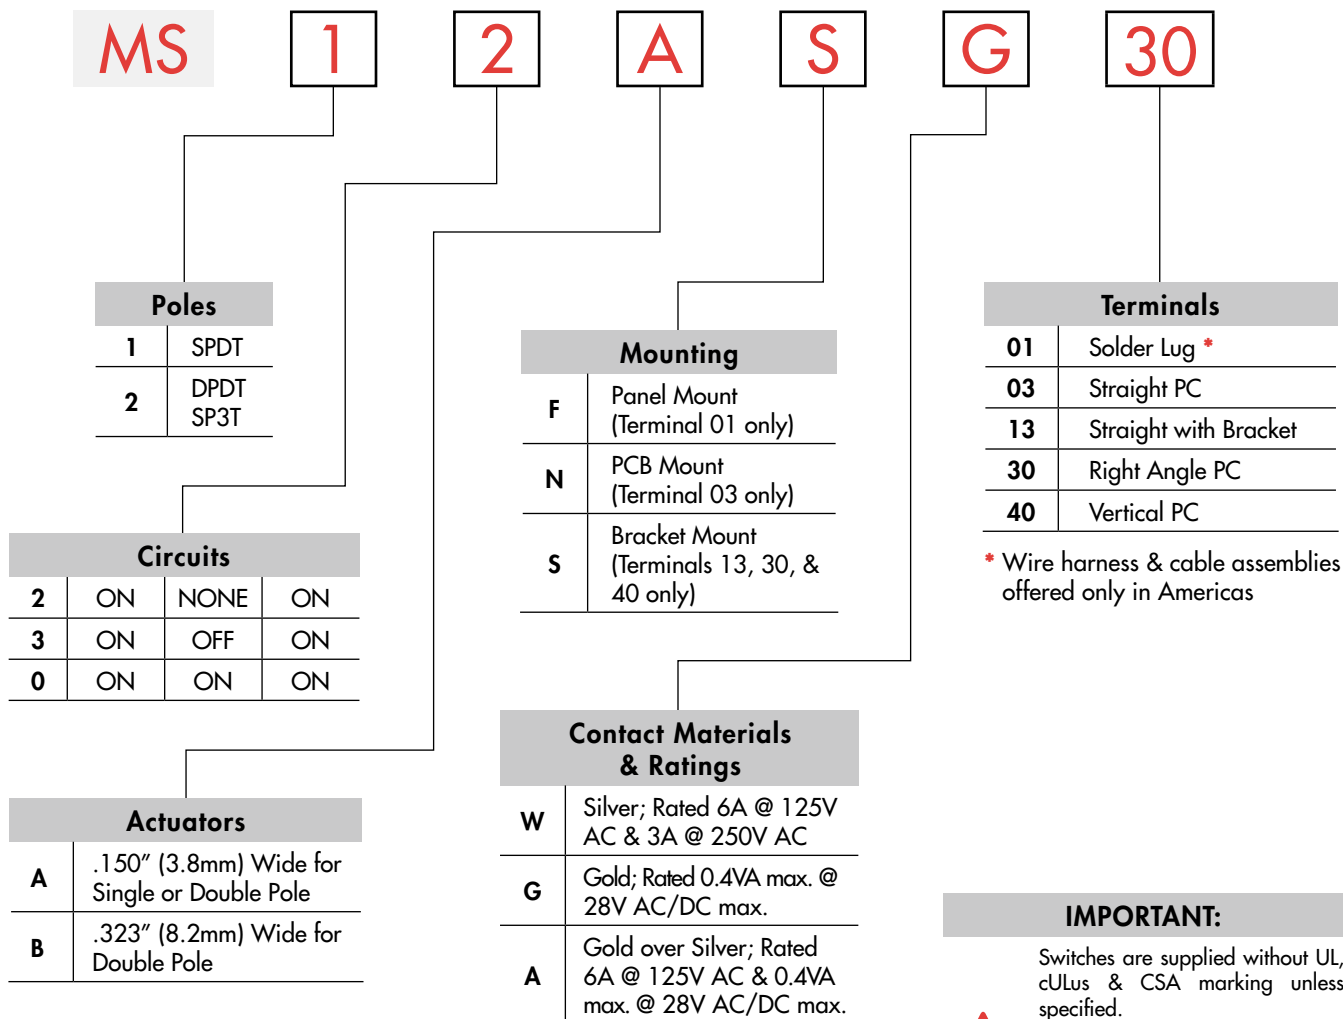 MS 1 2 A S G 30
Poles
1 SPDT
2 DPDT
SP3T
Circuits
2 ON NONE ON
3 ON OFF ON
0 ON ON ON
Actuators
A .150” (3.8mm) Wide for
Single or Double Pole
B .323” (8.2mm) Wide for
Double Pole
Mounting
F Panel Mount
(Terminal 01 only)
N PCB Mount
(Terminal 03 only)
S Bracket Mount
(Terminals 13, 30, &
40 only)
Contact Materials
& Ratings
W Silver; Rated 6A @ 125V
AC & 3A @ 250V AC
G Gold; Rated 0.4VA max. @
28V AC/DC max.
A Gold over Silver; Rated
6A @ 125V AC & 0.4VA
max. @ 28V AC/DC max.
Terminals
01 Solder Lug *
03 Straight PC
13 Straight with Bracket
30 Right Angle PC
40 Vertical PC
* Wire harness & cable assemblies
offered only in Americas
IMPORTANT:
Switches are supplied without UL,
cULus & CSA marking unless
specified.